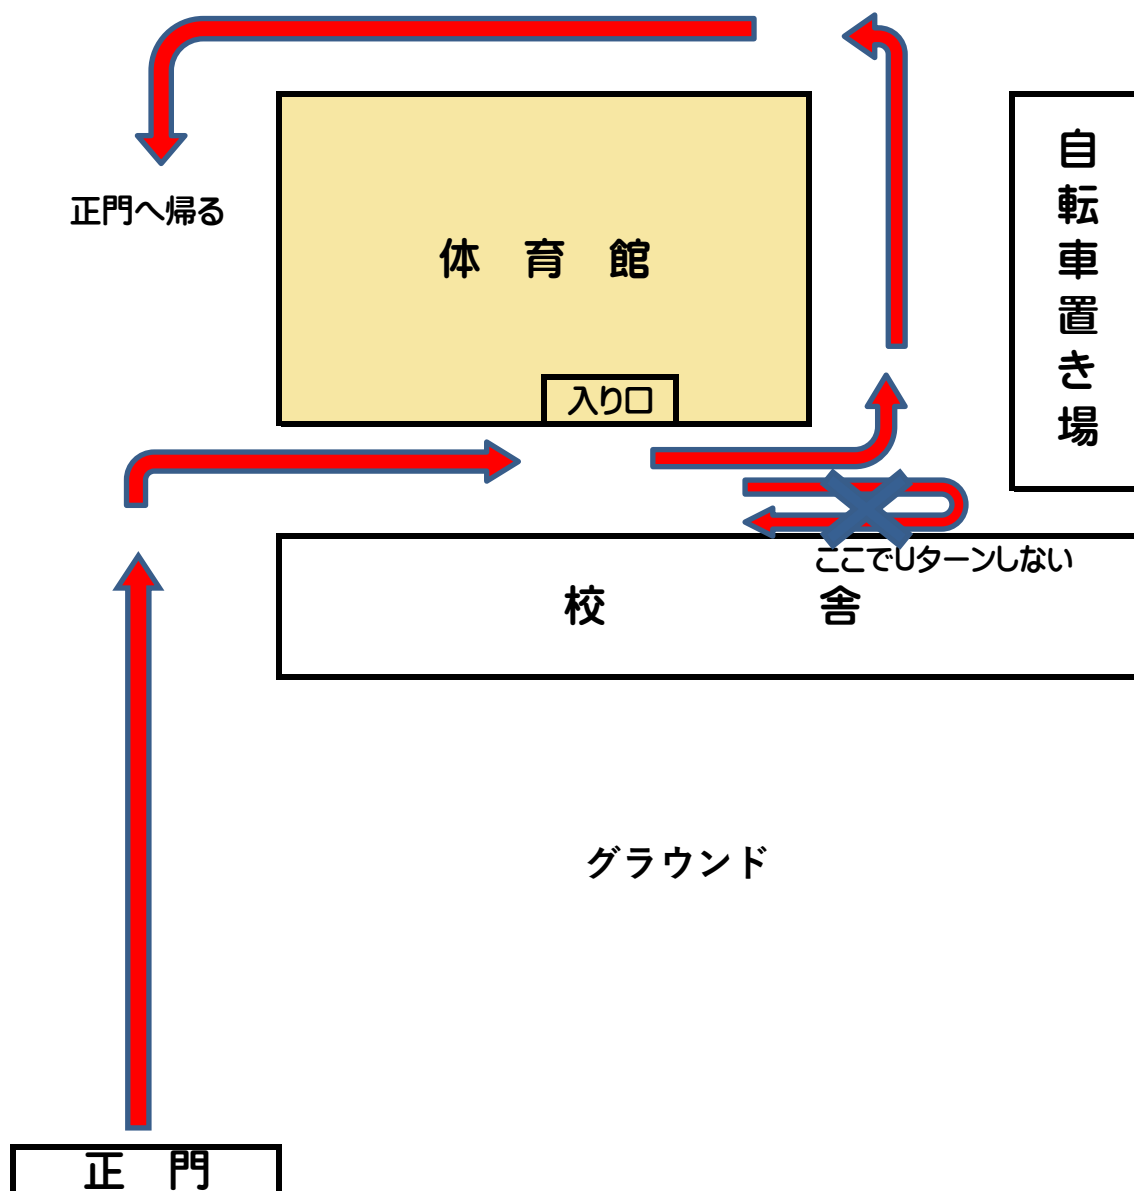 正門へ帰る
体育館
自転車置き場
入り口
ここでUターンしない
校舎
グラウンド
正門